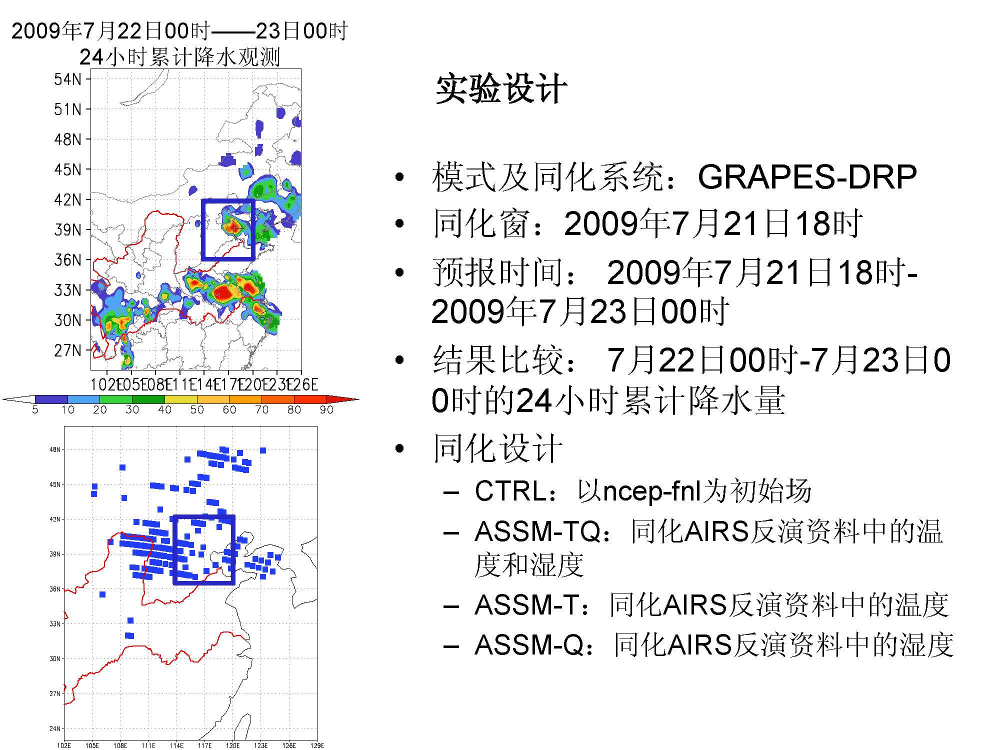 2009年7月22日00时——23日00时
24小时累计降水观测
54N
51N
48N
45N
42N
39N
36N
33N
30N
27N
102E 105E 108E 111E 114E 117E 120E 123E 126E
5 10 20 30 40 50 60 70 80 90
48N
45N
42N
39N
36N
33N
30N
27N
24N
102E 105E 108E 111E 114E 117E 120E 123E 126E 129E
实验设计
• 模式及同化系统：GRAPES-DRP
• 同化窗：2009年7月21日18时
• 预报时间： 2009年7月21日18时-
2009年7月23日00时
• 结果比较： 7月22日00时-7月23日0
0时的24小时累计降水量
• 同化设计
– CTRL：以ncep-fnl为初始场
– ASSM-TQ：同化AIRS反演资料中的温
度和湿度
– ASSM-T：同化AIRS反演资料中的温度
– ASSM-Q：同化AIRS反演资料中的湿度